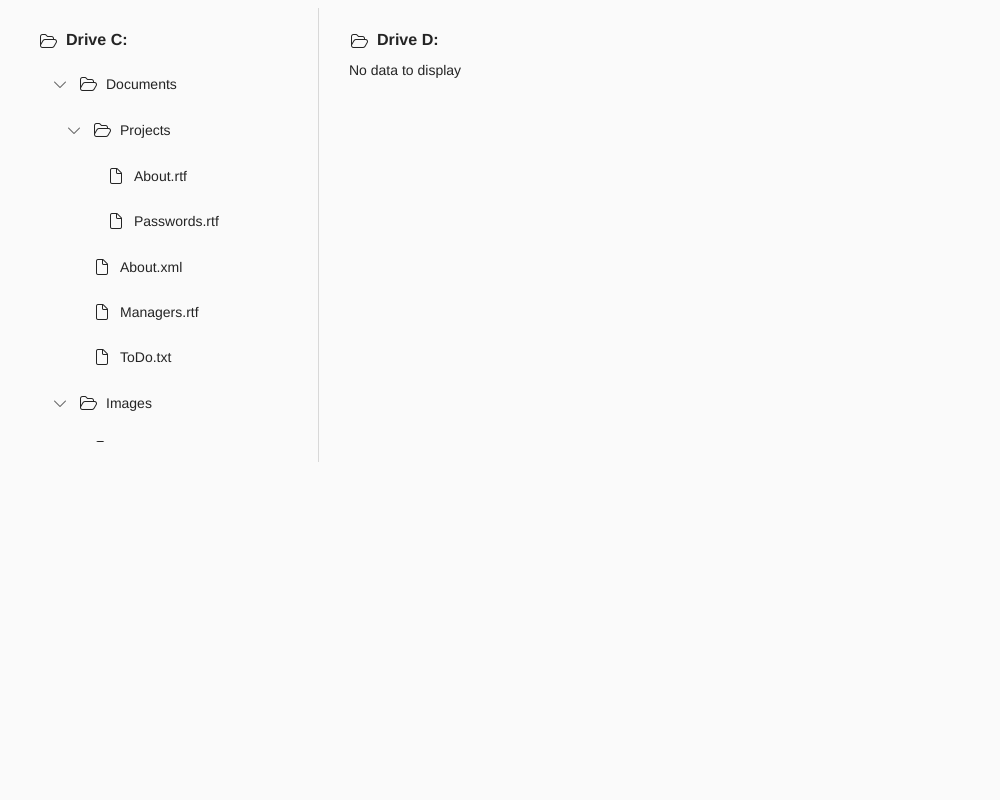 Drive C:
Documents
Projects
About.rtf
Passwords.rtf
About.xml
Managers.rtf
ToDo.txt
Images
Drive D:
No data to display